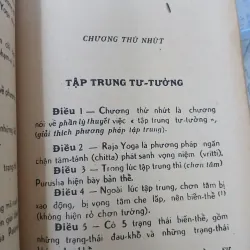 CHƯƠNG THỨ NHỨT
TẬP TRUNG TƯ-TƯỞNG
Điều 1 — Chương thứ nhứt là chương
nói về phần lý thuyết việc « tập trung tư-tưởng »,
(giải thích phương pháp tập trung).
Điều 2 — Raja Yoga là phương pháp ngăn
chận tâm-tánh (chitta) phát sanh vọng niệm (vritti).
Điều 3 — Trong lúc tập trung thì (chơn tâm)
Purusha hiện bày bản thể.
Điều 4 — Ngoài lúc tập trung, chơn tâm bị
sao động, bị vọng tâm che lấp, nên biến-thể
(không hiện rõ chơn tướng).
Điều 5 — Có 5 trạng thái biến-thể, gồm
những trạng-thái đau-khổ và những trạng-thái